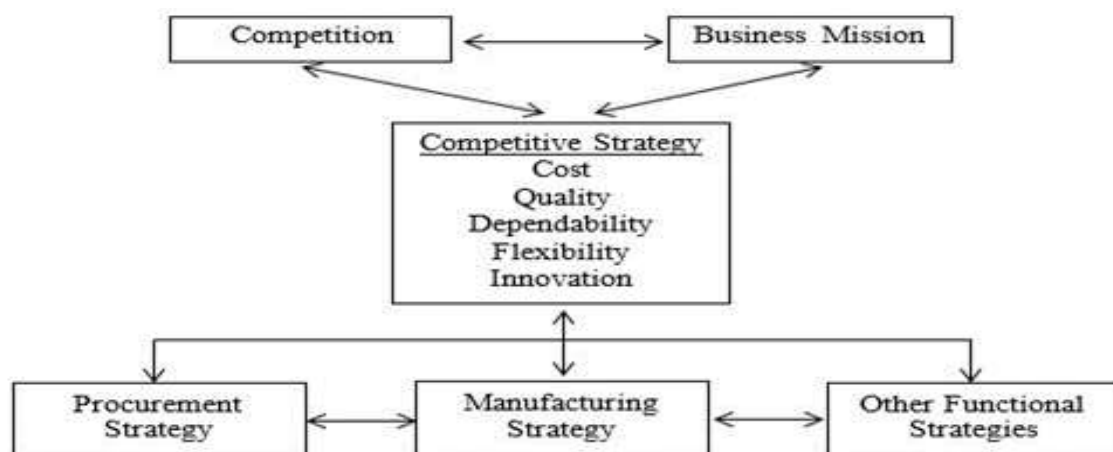 Competition
Business Mission
Competitive Strategy
Cost
Quality
Dependability
Flexibility
Innovation
Procurement
Strategy
Manufacturing
Strategy
Other Functional
Strategies